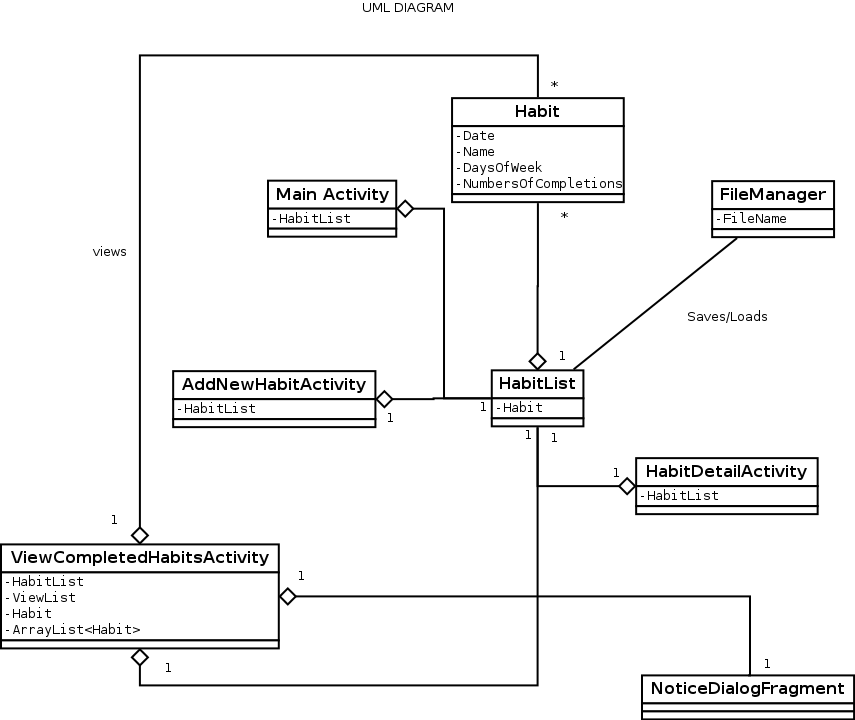 UML DIAGRAM
*
Habit
-Date
-Name
-DaysOfWeek
-NumbersOfCompletions
*
Main Activity
-HabitList
FileManager
-FileName
views
Saves/Loads
1
HabitList
-Habit
1
1
1
AddNewHabitActivity
-HabitList
1
1
HabitDetailActivity
-HabitList
1
ViewCompletedHabitsActivity
-HabitList
-ViewList
-Habit
-ArrayList<Habit>
1
1
1
NoticeDialogFragment